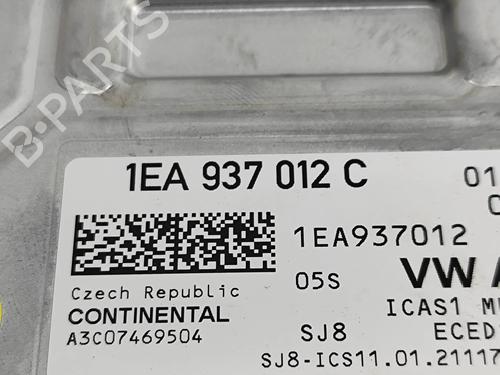 B-PARTS
1EA 937 012 C
01
1EA937012
05s
VW A
Czech Republic
CONTINENTAL
ICAS1 M
A3C07469504
SJ8
ECED
SJ8-ICS11.01.21117